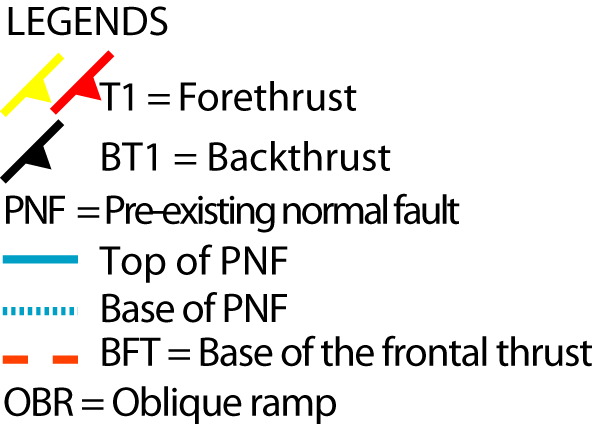 LEGENDS
T1 = Forethrust
BT1 = Backthrust
PNF = Pre-existing normal fault
Top of PNF
Base of PNF
BFT = Base of the frontal thrust
OBR = Oblique ramp